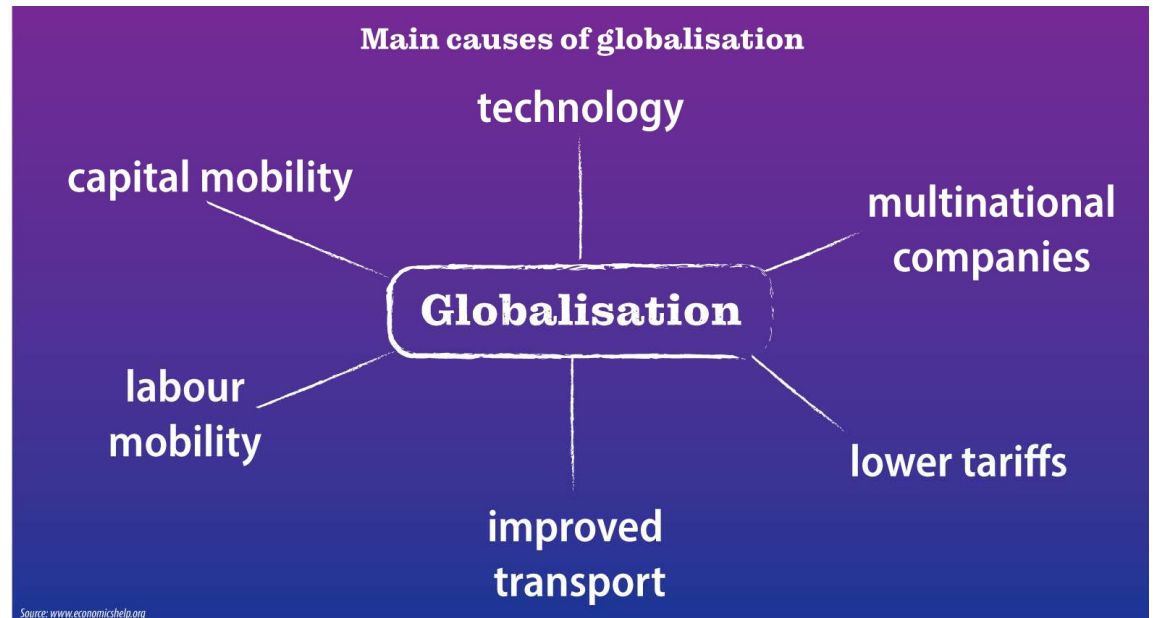 Main causes of globalisation
technology
capital mobility
multinational
companies
Globalisation
labour
mobility
lower tariffs
improved
transport
Source: www.economicshelp.org